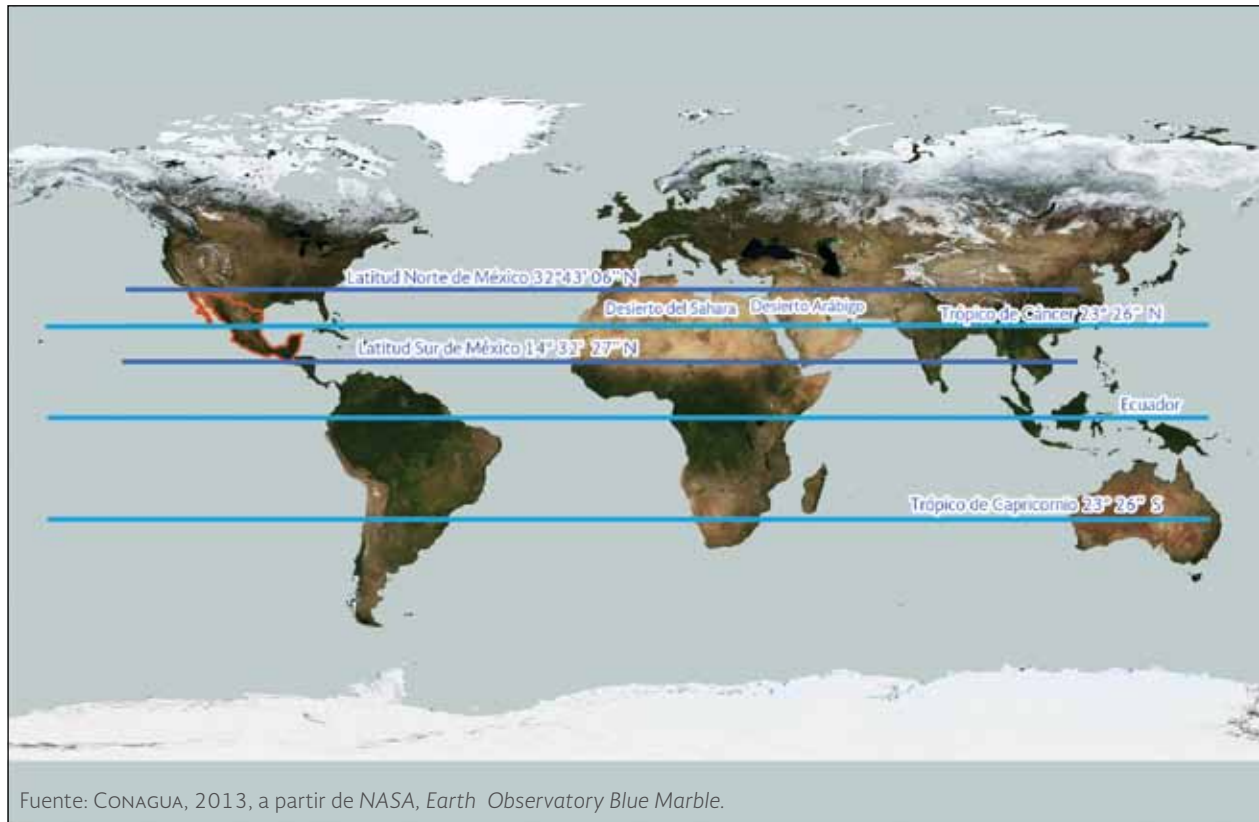 Latitud Norte de México 32°43' 06" N
Desierto del Sahara
Desierto Arábigo
Trópico de Cáncer 23° 26" N
Latitud Sur de México 14° 32' 27" N
Ecuador
Trópico de Capricornio 23° 26" S
Fuente: CONAGUA, 2013, a partir de NASA, Earth Observatory Blue Marble.